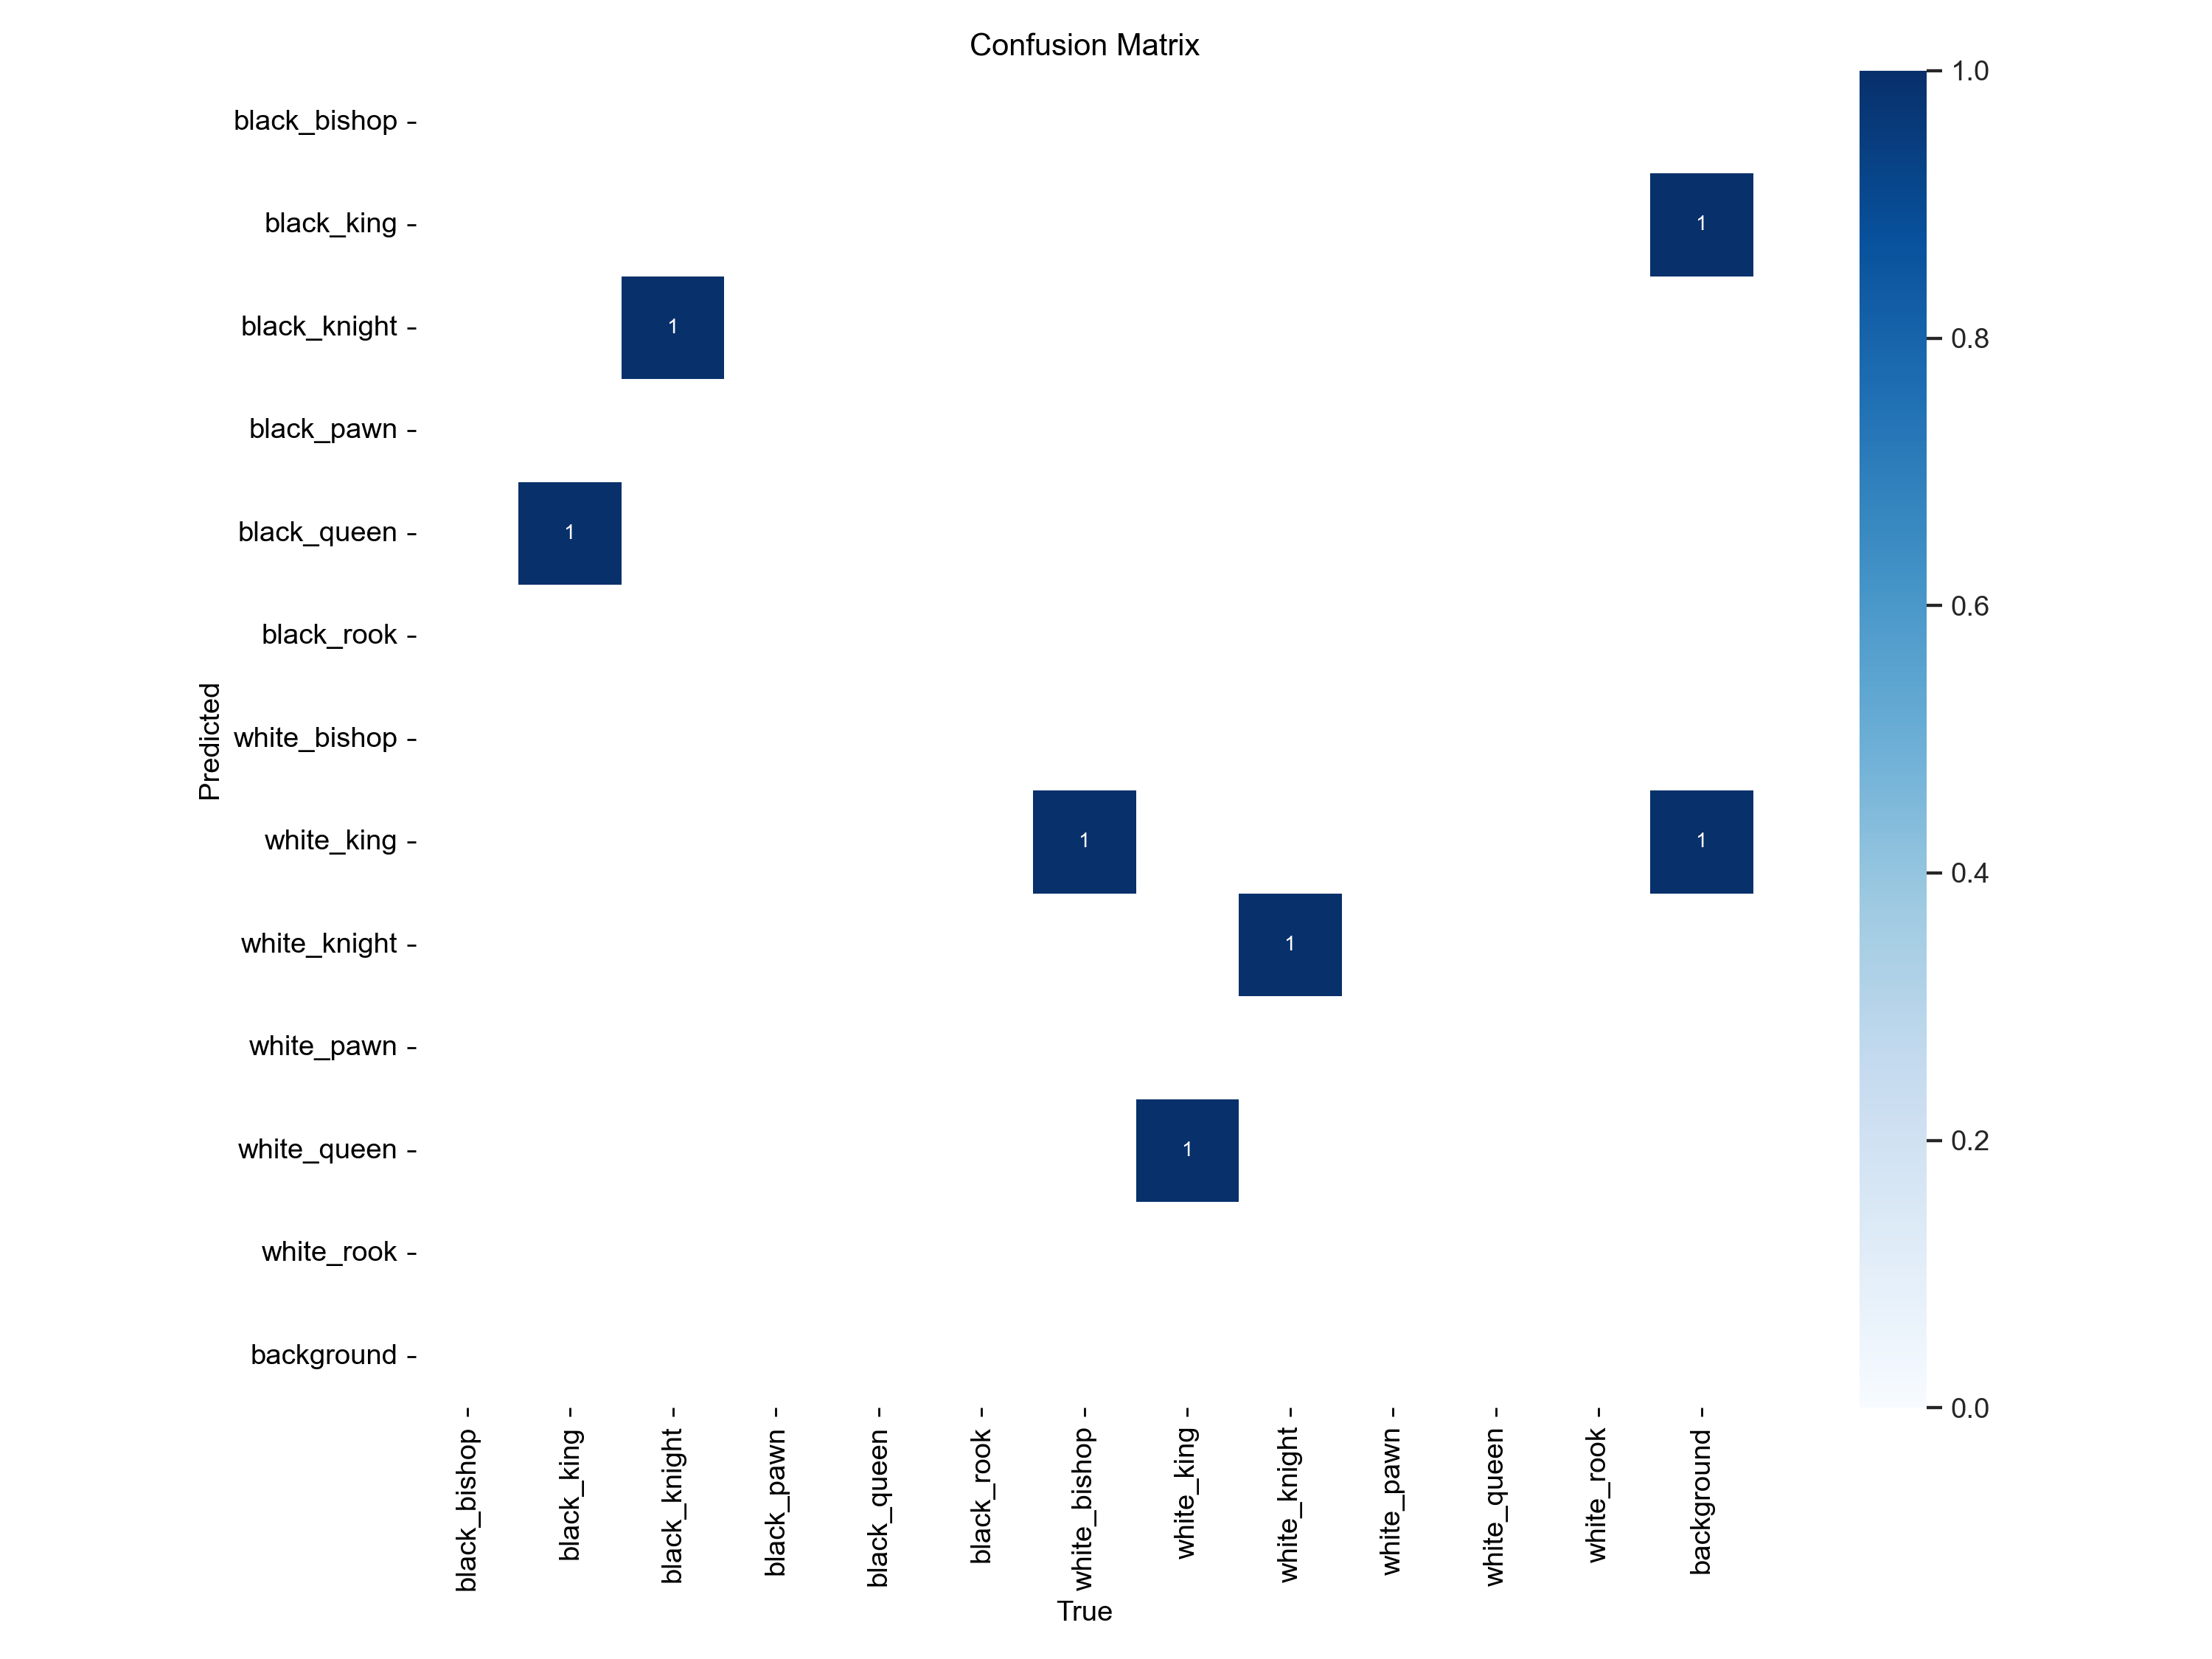 Confusion Matrix
black_bishop
black_king
black_knight
black_pawn
black_queen
black_rook
white_bishop
white_king
white_knight
white_pawn
white_queen
white_rook
background
Predicted
1
1
1
1
1
1
1
black_bishop
black_king
black_knight
black_pawn
black_queen
black_rook
white_bishop
white_king
white_knight
white_pawn
white_queen
white_rook
background
True
1.0
0.8
0.6
0.4
0.2
0.0